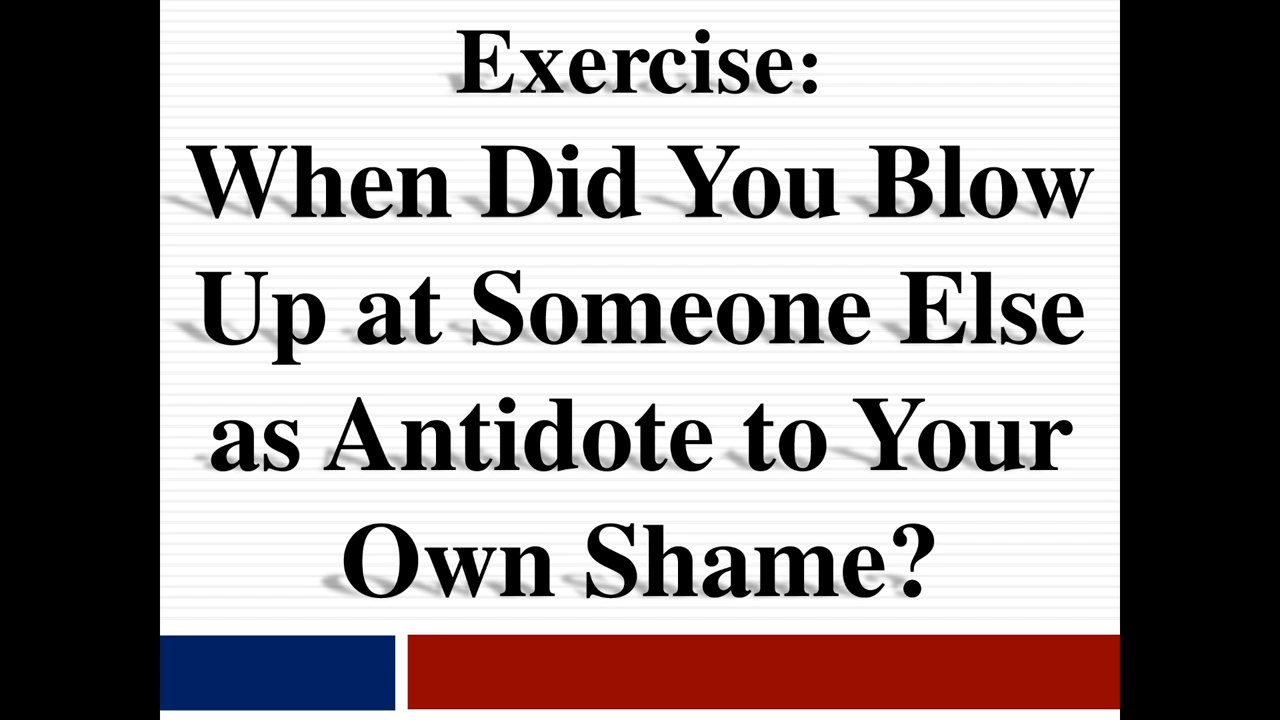 Exercise:
When Did You Blow
Up at Someone Else
as Antidote to Your
Own Shame?